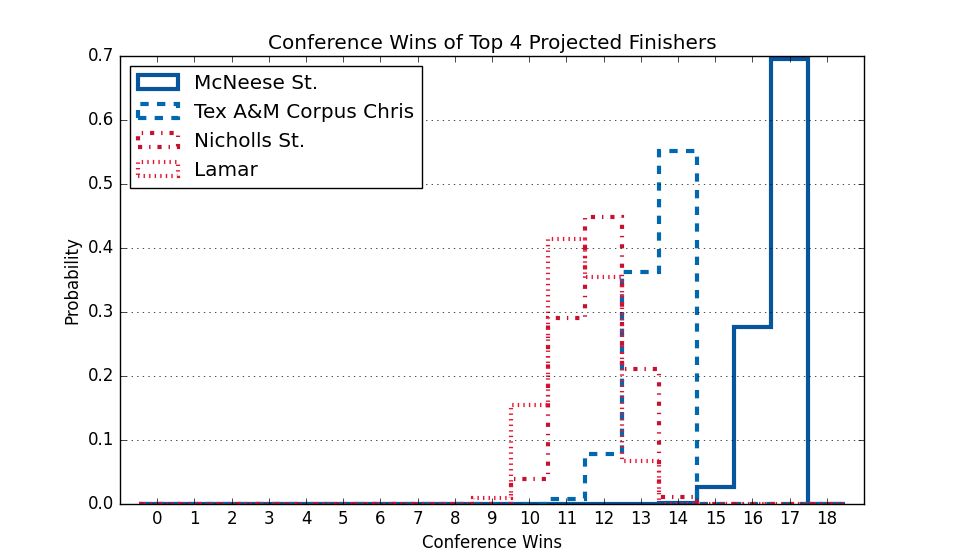 Conference Wins of Top 4 Projected Finishers
0.7
0.6
0.5
0.4
0.3
0.2
0.1
0.0
Probability
McNeese St.
Tex A&M Corpus Chris
Nicholls St.
Lamar
0 1 2 3 4 5 6 7 8 9 10 11 12 13 14 15 16 17 18
Conference Wins